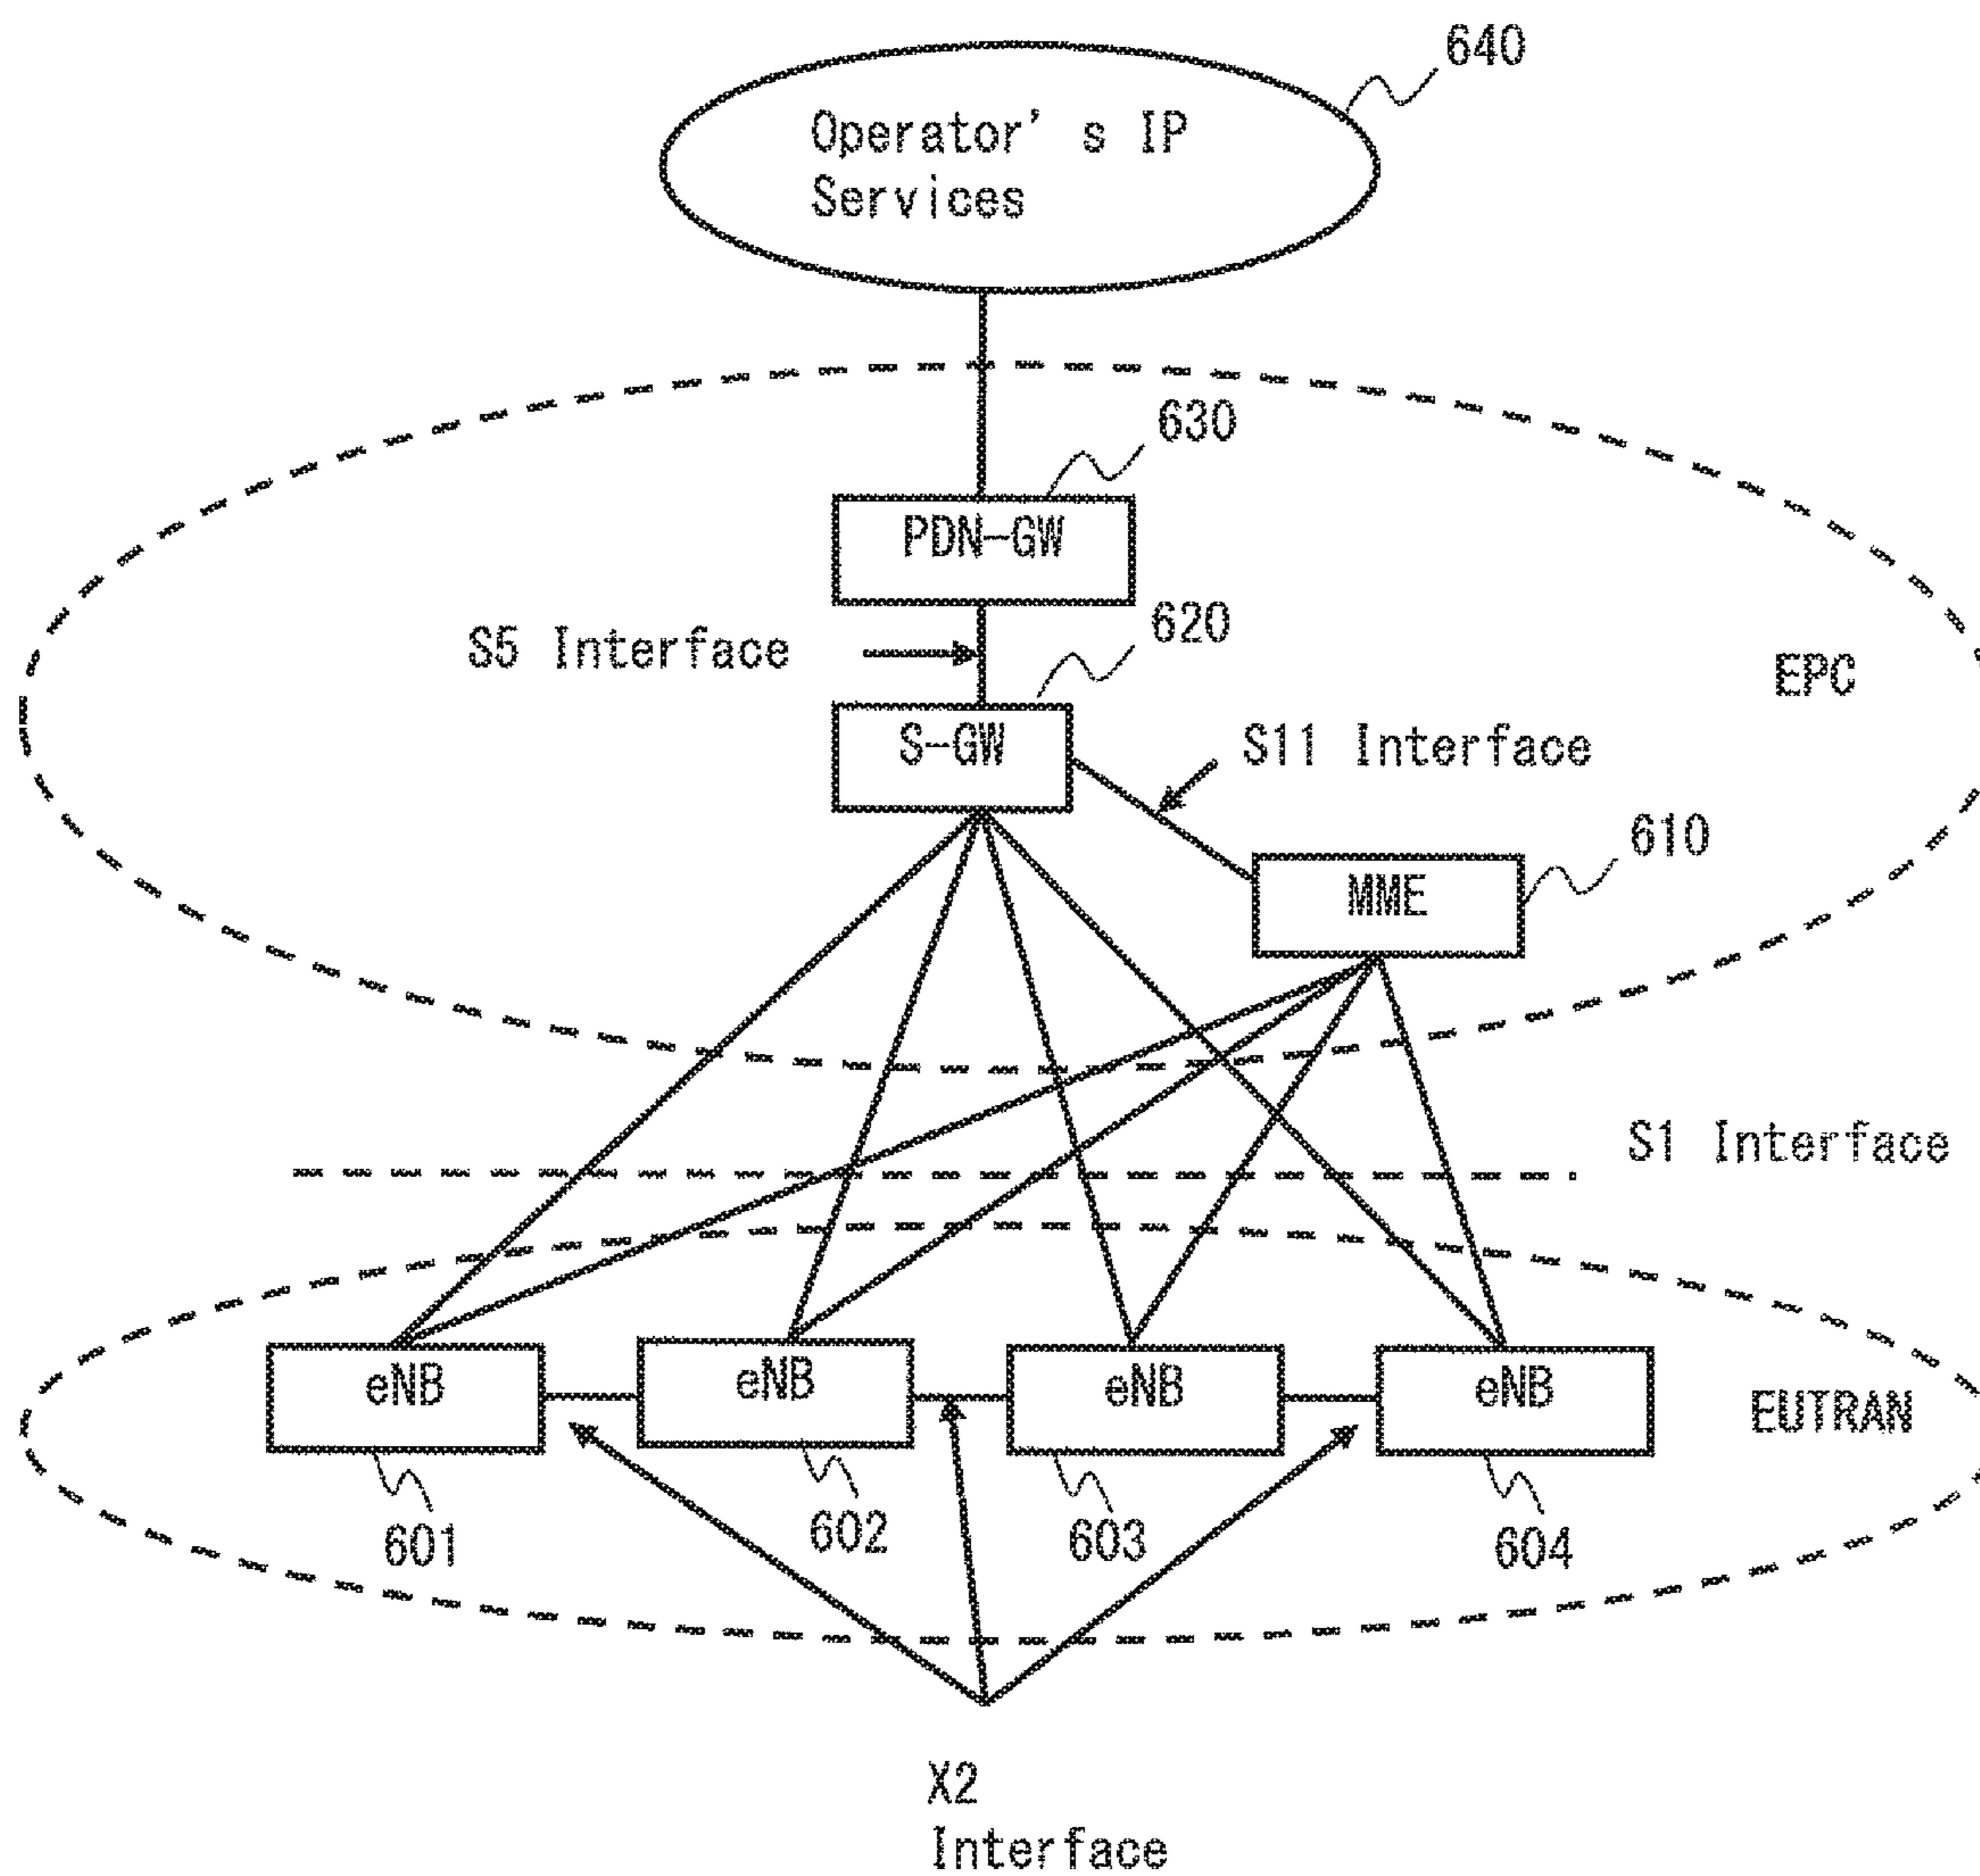 640
Operator's IP
Services
630
PDN-GW
620
S5 Interface
EPC
S-GW
S11 Interface
610
MME
S1 Interface
eNB
eNB
eNB
eNB
EUTRAN
601
602
603
604
X2
Interface